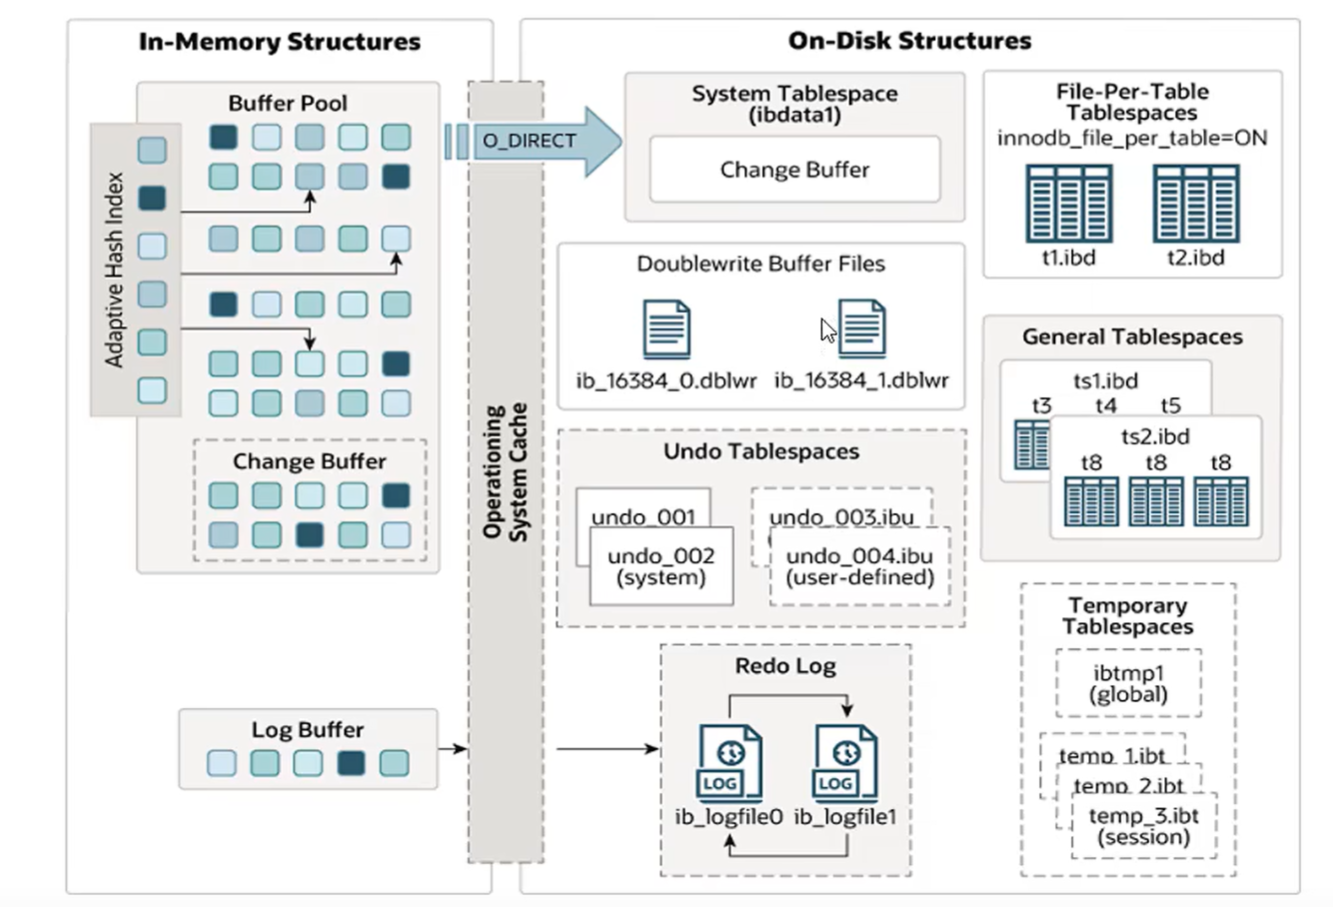 In-Memory Structures
Buffer Pool
Adaptive Hash Index
Change Buffer
Log Buffer
Operationing
System Cache
O_DIRECT
On-Disk Structures
System Tablespace
(ibdata1)
Change Buffer
Doublewrite Buffer Files
ib_16384_0.dblwr ib_16384_1.dblwr
Undo Tablespaces
undo_001
undo_002
(system)
undo_003.ibu
undo_004.ibu
(user-defined)
Redo Log
LOG LOG
ib_logfile0 ib_logfile1
File-Per-Table
Tablespaces
innodb_file_per_table=ON
t1.ibd t2.ibd
General Tablespaces
ts1.ibd
t3 t4 t5
ts2.ibd
t8 t8 t8
Temporary
Tablespaces
ibtmp1
(global)
temp_1.ibt
temp_2.ibt
temp_3.ibt
(session)